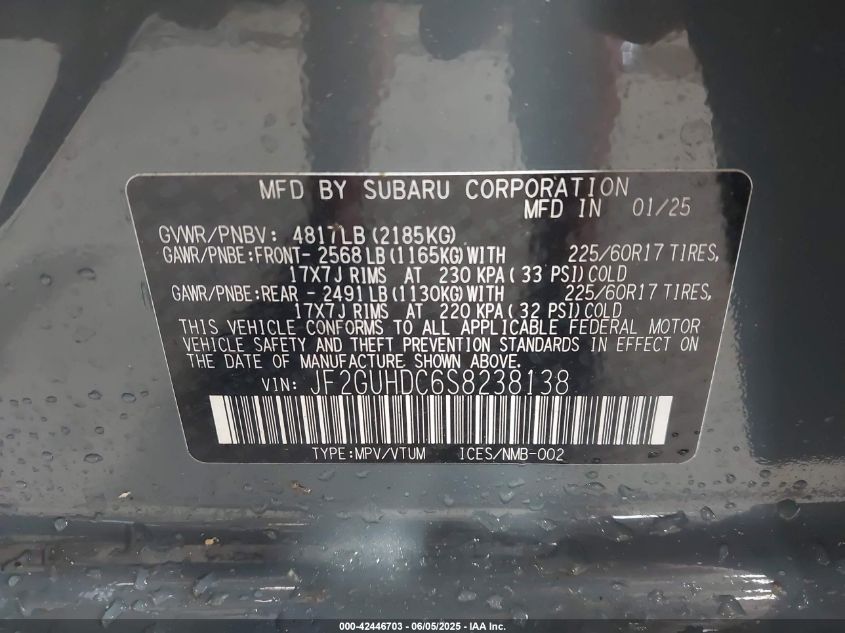 MFD BY SUBARU CORPORATION
MFD IN 01/25
GVWR/PNBV: 4817LB (2185KG)
GAWR/PNBE:FRONT- 2568 LB (1165KG) WITH 225/60R17 TIRES,
17X7J RIMS AT 230 KPA ( 33 PSI) COLD
GAWR/PNBE:REAR - 2491 LB (1130KG) WITH 225/60R17 TIRES,
17X7J RIMS AT 220 KPA ( 32 PSI) COLD
THIS VEHICLE CONFORMS TO ALL APPLICABLE FEDERAL MOTOR
VEHICLE SAFETY AND THEFT PREVENTION STANDARDS IN EFFECT ON
THE DATE OF MANUFACTURE SHOWN ABOVE.
VIN: JF2GUHDC6S8238138
TYPE:MPV/VTUM ICES/NMB-002
000-42446703 - 06/05/2025 - IAA Inc.